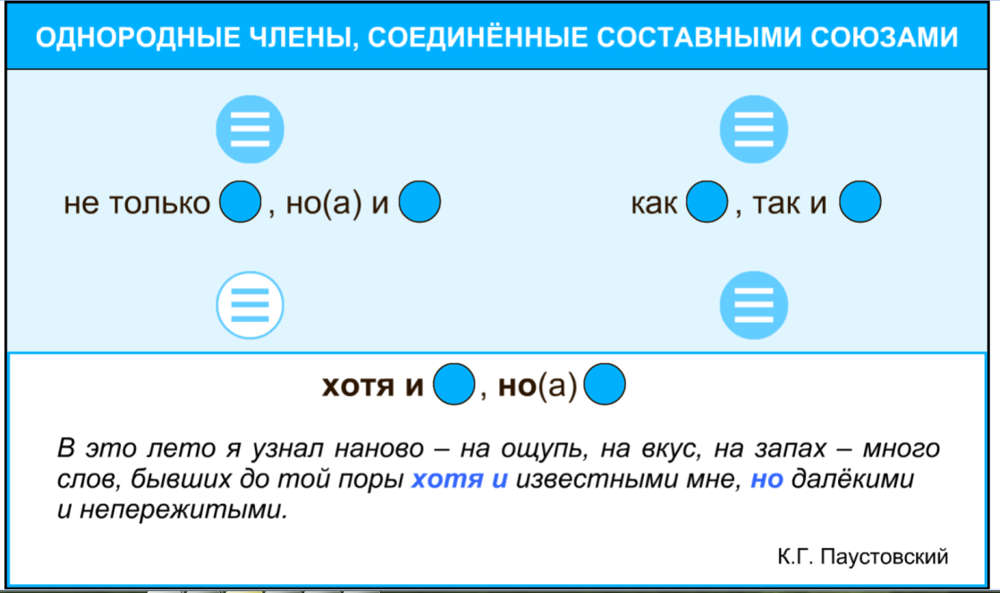 ОДНОРОДНЫЕ ЧЛЕНЫ, СОЕДИНЁННЫЕ СОСТАВНЫМИ СОЮЗАМИ
не только , но(а) и
как , так и
хотя и , но(а)
В это лето я узнал наново – на ощупь, на вкус, на запах – много
слов, бывших до той поры хотя и известными мне, но далёкими
и непережитыми.
К.Г. Паустовский